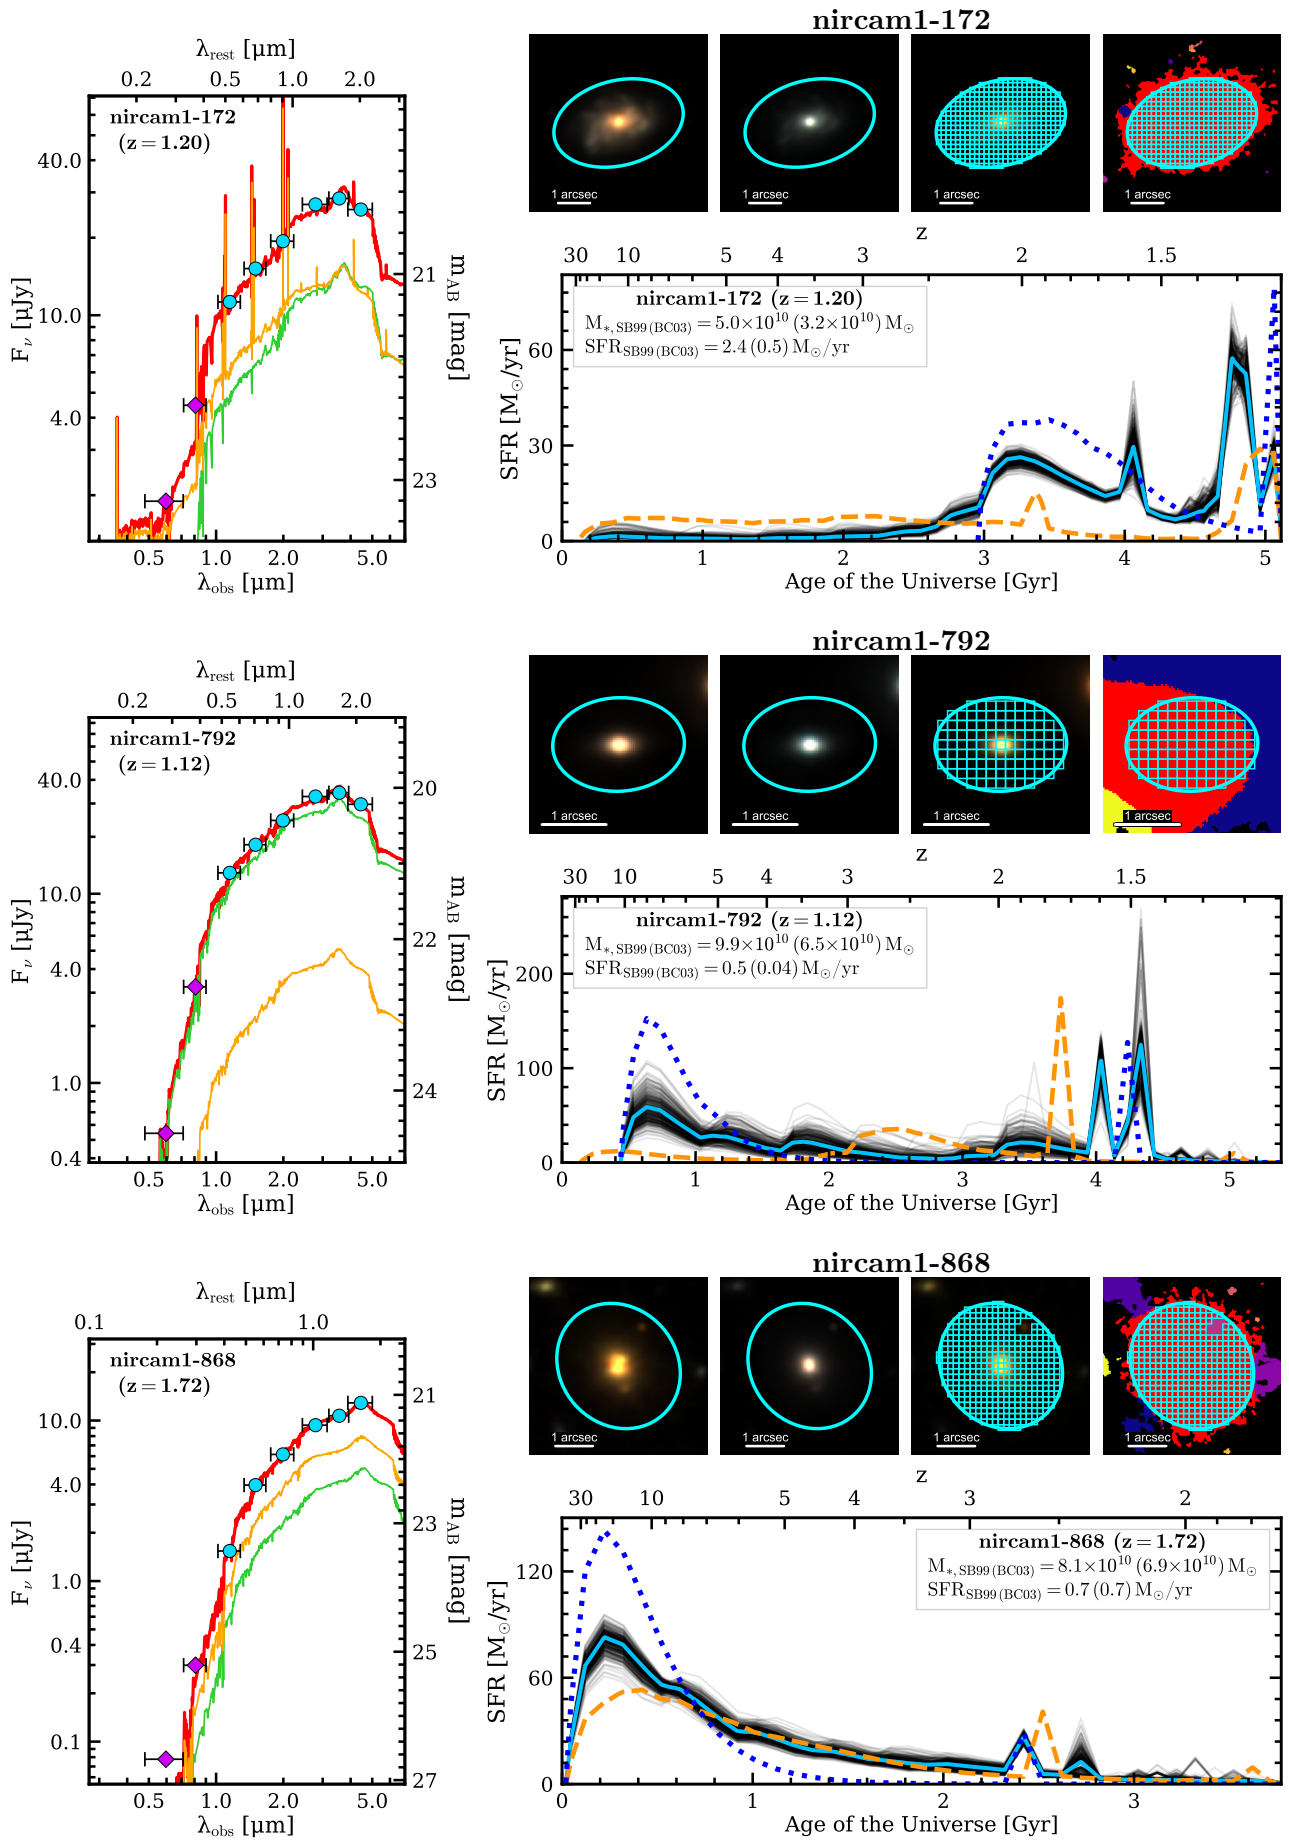 nircam1-172
λrest [μm]
0.2 0.5 1.0 2.0
nircam1-172
(z = 1.20)
40.0
10.0
4.0
Fν [μJy]
21
23
mAB [mag]
0.5 1.0 2.0 5.0
λobs [μm]
1 arcsec
1 arcsec
1 arcsec
1 arcsec
z
30 10 5 4 3 2 1.5
nircam1-172 (z = 1.20)
M*, SB99 (BC03) = 5.0×10^10 (3.2×10^10) M⊙
SFRSB99 (BC03) = 2.4 (0.5) M⊙/yr
60
30
0
SFR [M⊙/yr]
0 1 2 3 4 5
Age of the Universe [Gyr]
nircam1-792
λrest [μm]
0.2 0.5 1.0 2.0
nircam1-792
(z = 1.12)
40.0
10.0
4.0
1.0
0.4
Fν [μJy]
20
22
24
mAB [mag]
0.5 1.0 2.0 5.0
λobs [μm]
1 arcsec
1 arcsec
1 arcsec
1 arcsec
z
30 10 5 4 3 2 1.5
nircam1-792 (z = 1.12)
M*, SB99 (BC03) = 9.9×10^10 (6.5×10^10) M⊙
SFRSB99 (BC03) = 0.5 (0.04) M⊙/yr
200
100
0
SFR [M⊙/yr]
0 1 2 3 4 5
Age of the Universe [Gyr]
nircam1-868
λrest [μm]
0.1 1.0
nircam1-868
(z = 1.72)
10.0
4.0
1.0
0.4
0.1
Fν [μJy]
21
23
25
27
mAB [mag]
0.5 1.0 2.0 5.0
λobs [μm]
1 arcsec
1 arcsec
1 arcsec
1 arcsec
z
30 10 5 4 3 2
nircam1-868 (z = 1.72)
M*, SB99 (BC03) = 8.1×10^10 (6.9×10^10) M⊙
SFRSB99 (BC03) = 0.7 (0.7) M⊙/yr
120
60
0
SFR [M⊙/yr]
0 1 2 3
Age of the Universe [Gyr]